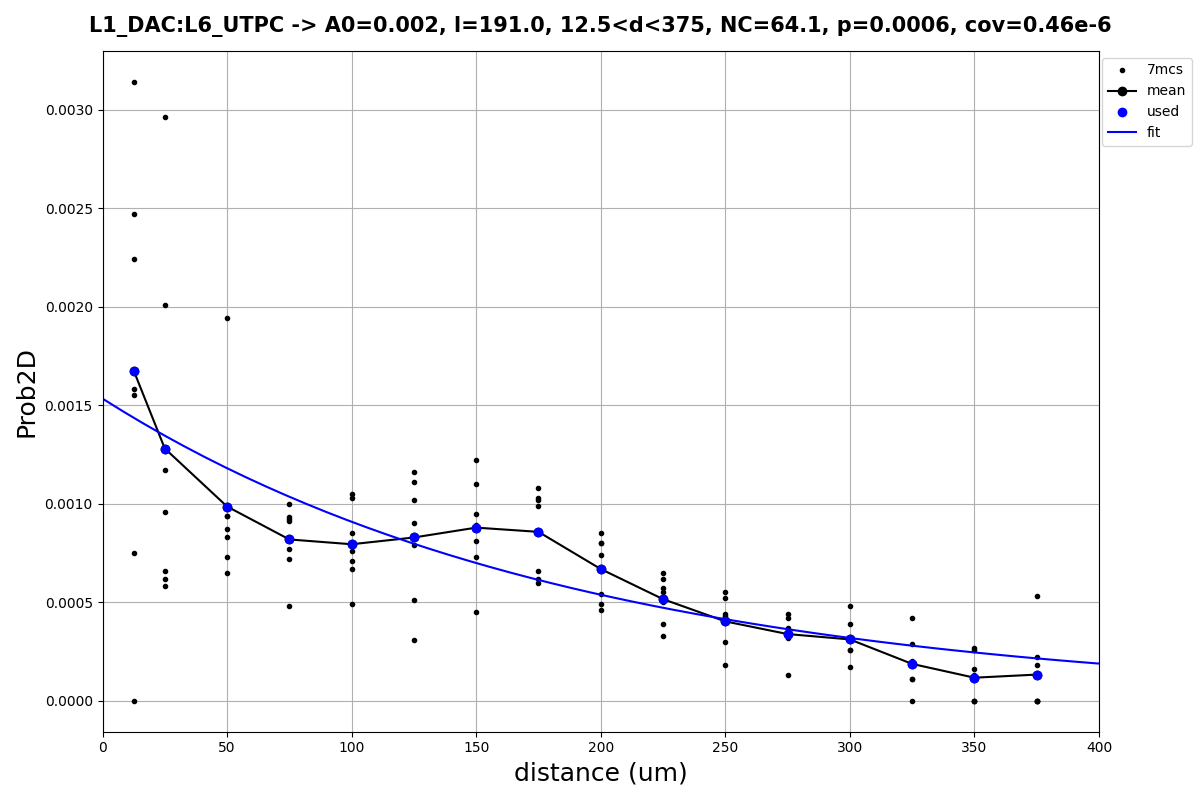 L1_DAC:L6_UTPC -> A0=0.002, l=191.0, 12.5<d<375, NC=64.1, p=0.0006, cov=0.46e-6
7mcs
mean
used
fit
Prob2D
0.0030
0.0025
0.0020
0.0015
0.0010
0.0005
0.0000
0 50 100 150 200 250 300 350 400
distance (um)